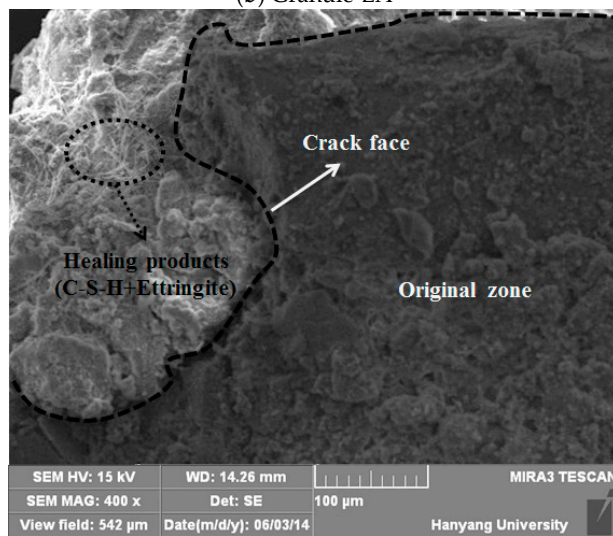 Crack face
Healing products
(C-S-H+Ettringite)
Original zone
SEM HV: 15 kV
WD: 14.26 mm
MIRA3 TESCAN
SEM MAG: 400 x
Det: SE
100 µm
View field: 542 µm
Date(m/d/y): 06/03/14
Hanyang University